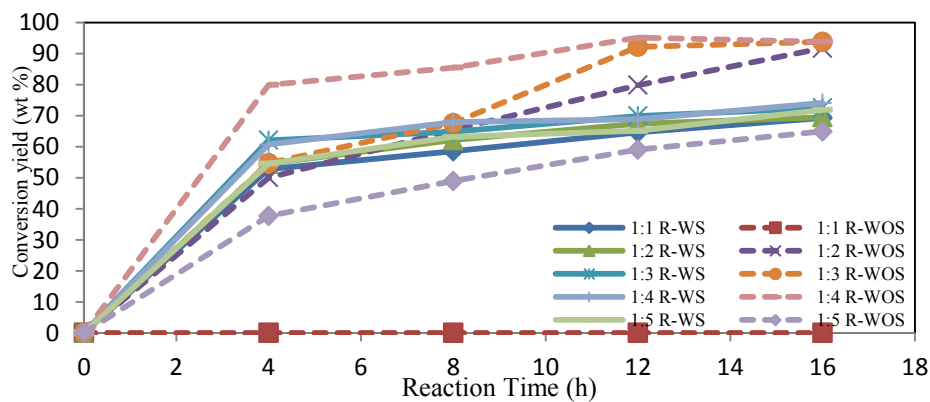 Conversion yield (wt %)
100
90
80
70
60
50
40
30
20
10
0
1:1 R-WS 1:1 R-WOS
1:2 R-WS 1:2 R-WOS
1:3 R-WS 1:3 R-WOS
1:4 R-WS 1:4 R-WOS
1:5 R-WS 1:5 R-WOS
0 2 4 6 8 10 12 14 16 18
Reaction Time (h)